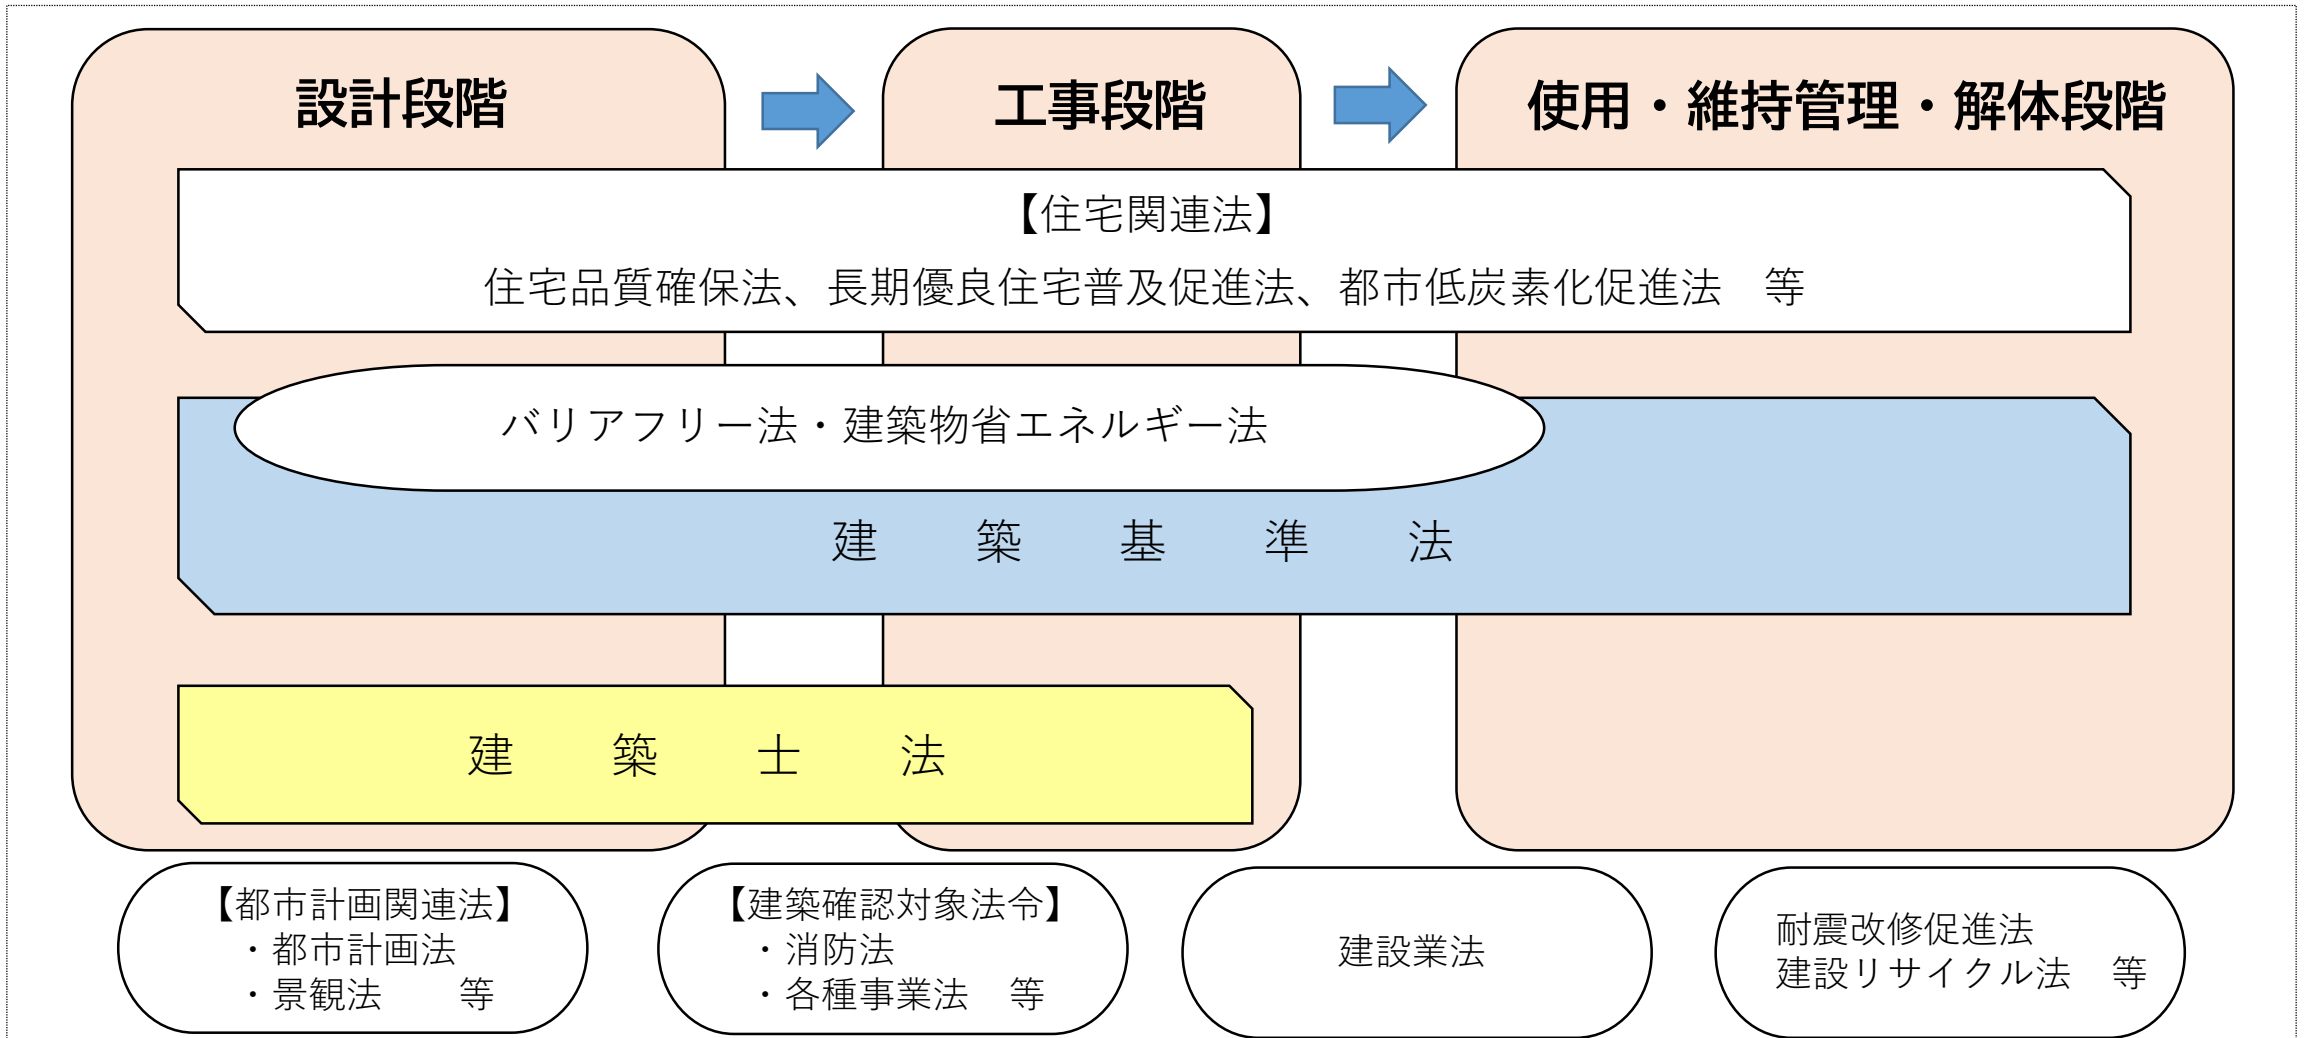 設計段階
工事段階
使用・維持管理・解体段階
【住宅関連法】
住宅品質確保法、長期優良住宅普及促進法、都市低炭素化促進法　等
バリアフリー法・建築物省エネルギー法
建　築　基　準　法
建　築　士　法
【都市計画関連法】
・都市計画法
・景観法　　等
【建築確認対象法令】
・消防法
・各種事業法　等
建設業法
耐震改修促進法
建設リサイクル法　等